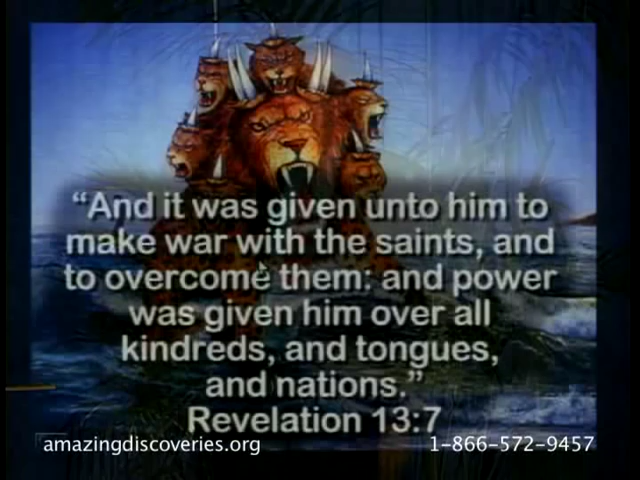 “And it was given unto him to
make war with the saints, and
to overcome them: and power
was given him over all
kindreds, and tongues,
and nations.”
Revelation 13:7
amazingdiscoveries.org 1-866-572-9457